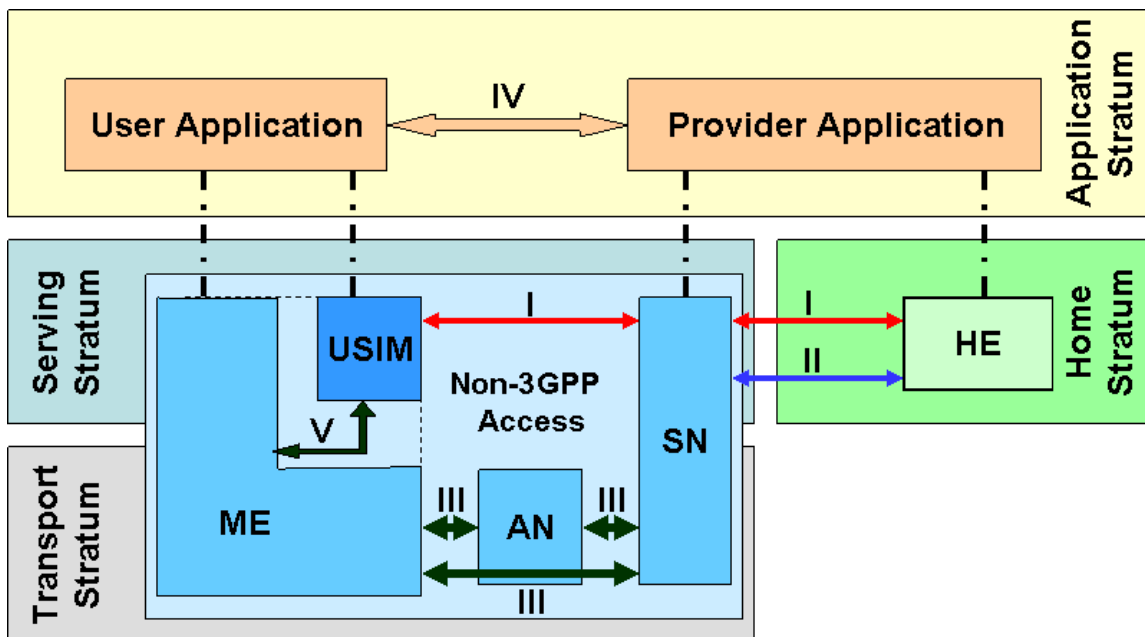 IV
User Application
Provider Application
Application
Stratum
Serving
Stratum
USIM
I
I
II
HE
Home
Stratum
Non-3GPP
Access
V
SN
Transport
Stratum
ME
III
AN
III
III